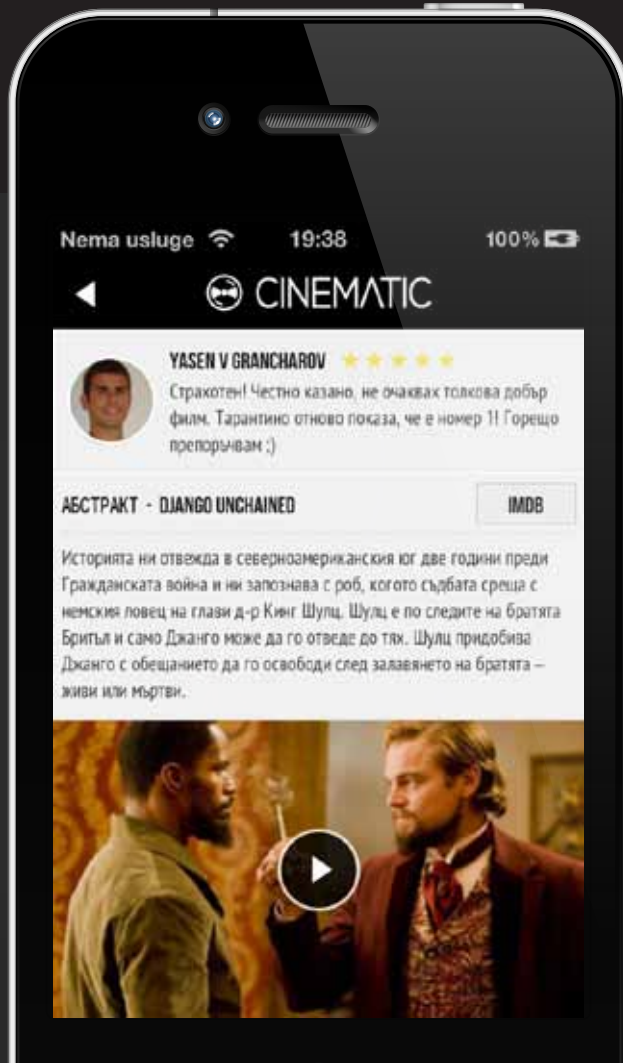 Nema usluge 19:38 100%
CINEMATIC
YASEN V GRANCHAROV
Страхотен! Честно казано, не очаквах толкова добър
филм. Тарантино отново показа, че е номер 1! Горещо
препоръчвам :)
АБСТРАКТ - DJANGO UNCHAINED IMDB
Историята ни отвежда в северноамериканския юг две години преди
Гражданската война и ни запознава с роб, когото съдбата среща с
немския ловец на глави д-р Кинг Шулц. Шулц е по следите на братята
Бритъл и само Джанго може да го отведе до тях. Шулц придобива
Джанго с обещанието да го освободи след залавянето на братята –
живи или мъртви.